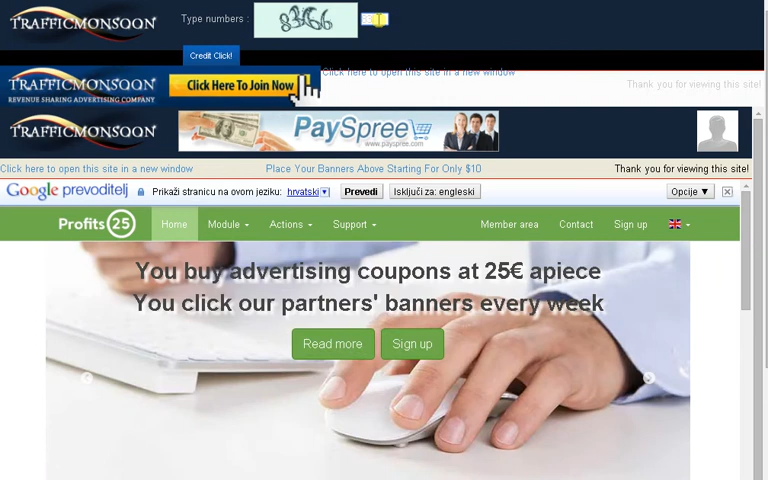 TRAFFICMONSOON
Type numbers :
8366
Credit Click!
TRAFFICMONSOON
REVENUE SHARING ADVERTISING COMPANY
Click Here To Join Now
Click here to open this site in a new window
Thank you for viewing this site!
TRAFFICMONSOON
PaySpree
www.payspree.com
Click here to open this site in a new window
Place Your Banners Above Starting For Only $10
Thank you for viewing this site!
Google prevoditelj
Prikaži stranicu na ovom jeziku: hrvatski
Prevedi
Isključi za: engleski
Opcije ▼
Profits 25
Home
Module
Actions
Support
Member area
Contact
Sign up
You buy advertising coupons at 25€ apiece
You click our partners' banners every week
Read more
Sign up